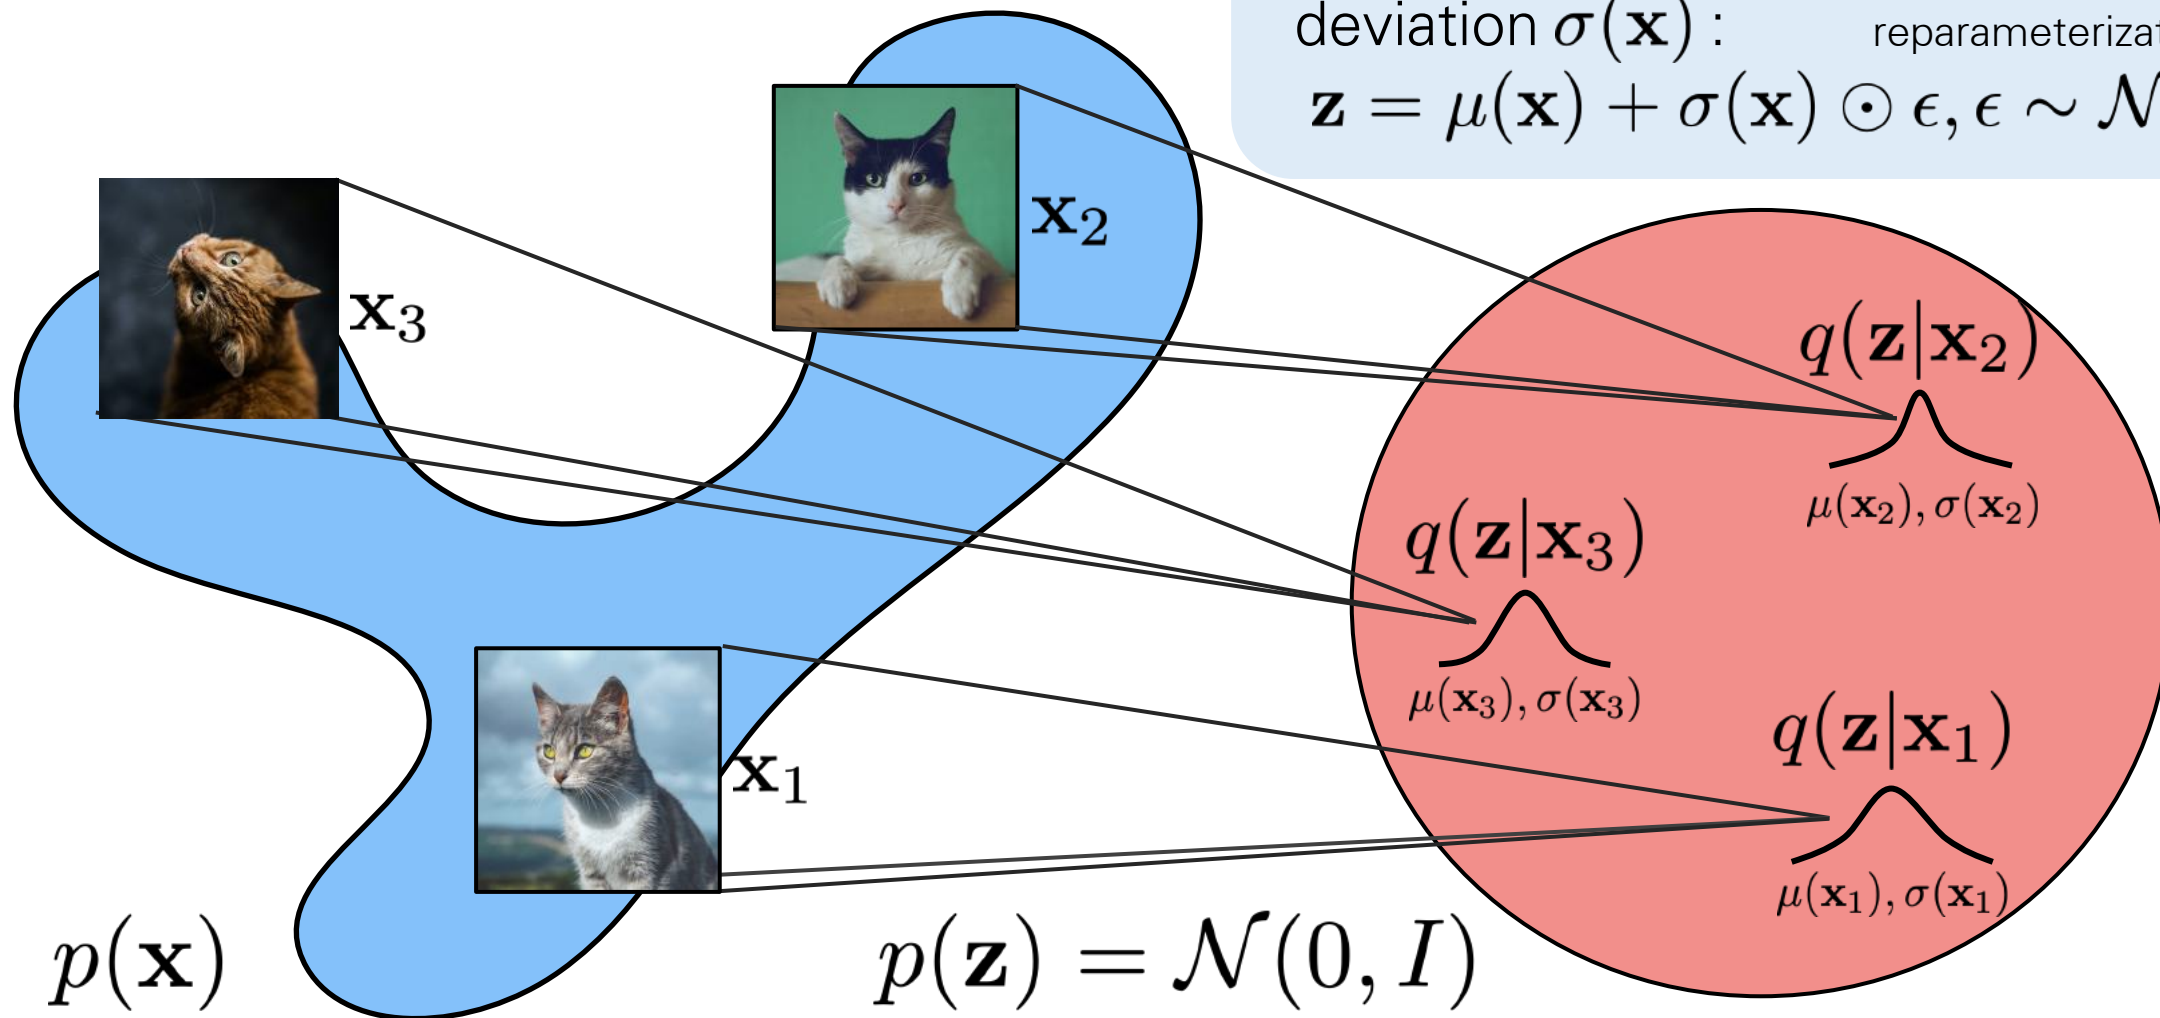 deviation σ(x) :
reparameterizat
z = μ(x) + σ(x) ⊙ ϵ, ϵ ∼ 𝒩
x₂
x₃
q(z|x₂)
μ(x₂), σ(x₂)
q(z|x₃)
μ(x₃), σ(x₃)
q(z|x₁)
x₁
μ(x₁), σ(x₁)
p(x)
p(z) = 𝒩(0, I)